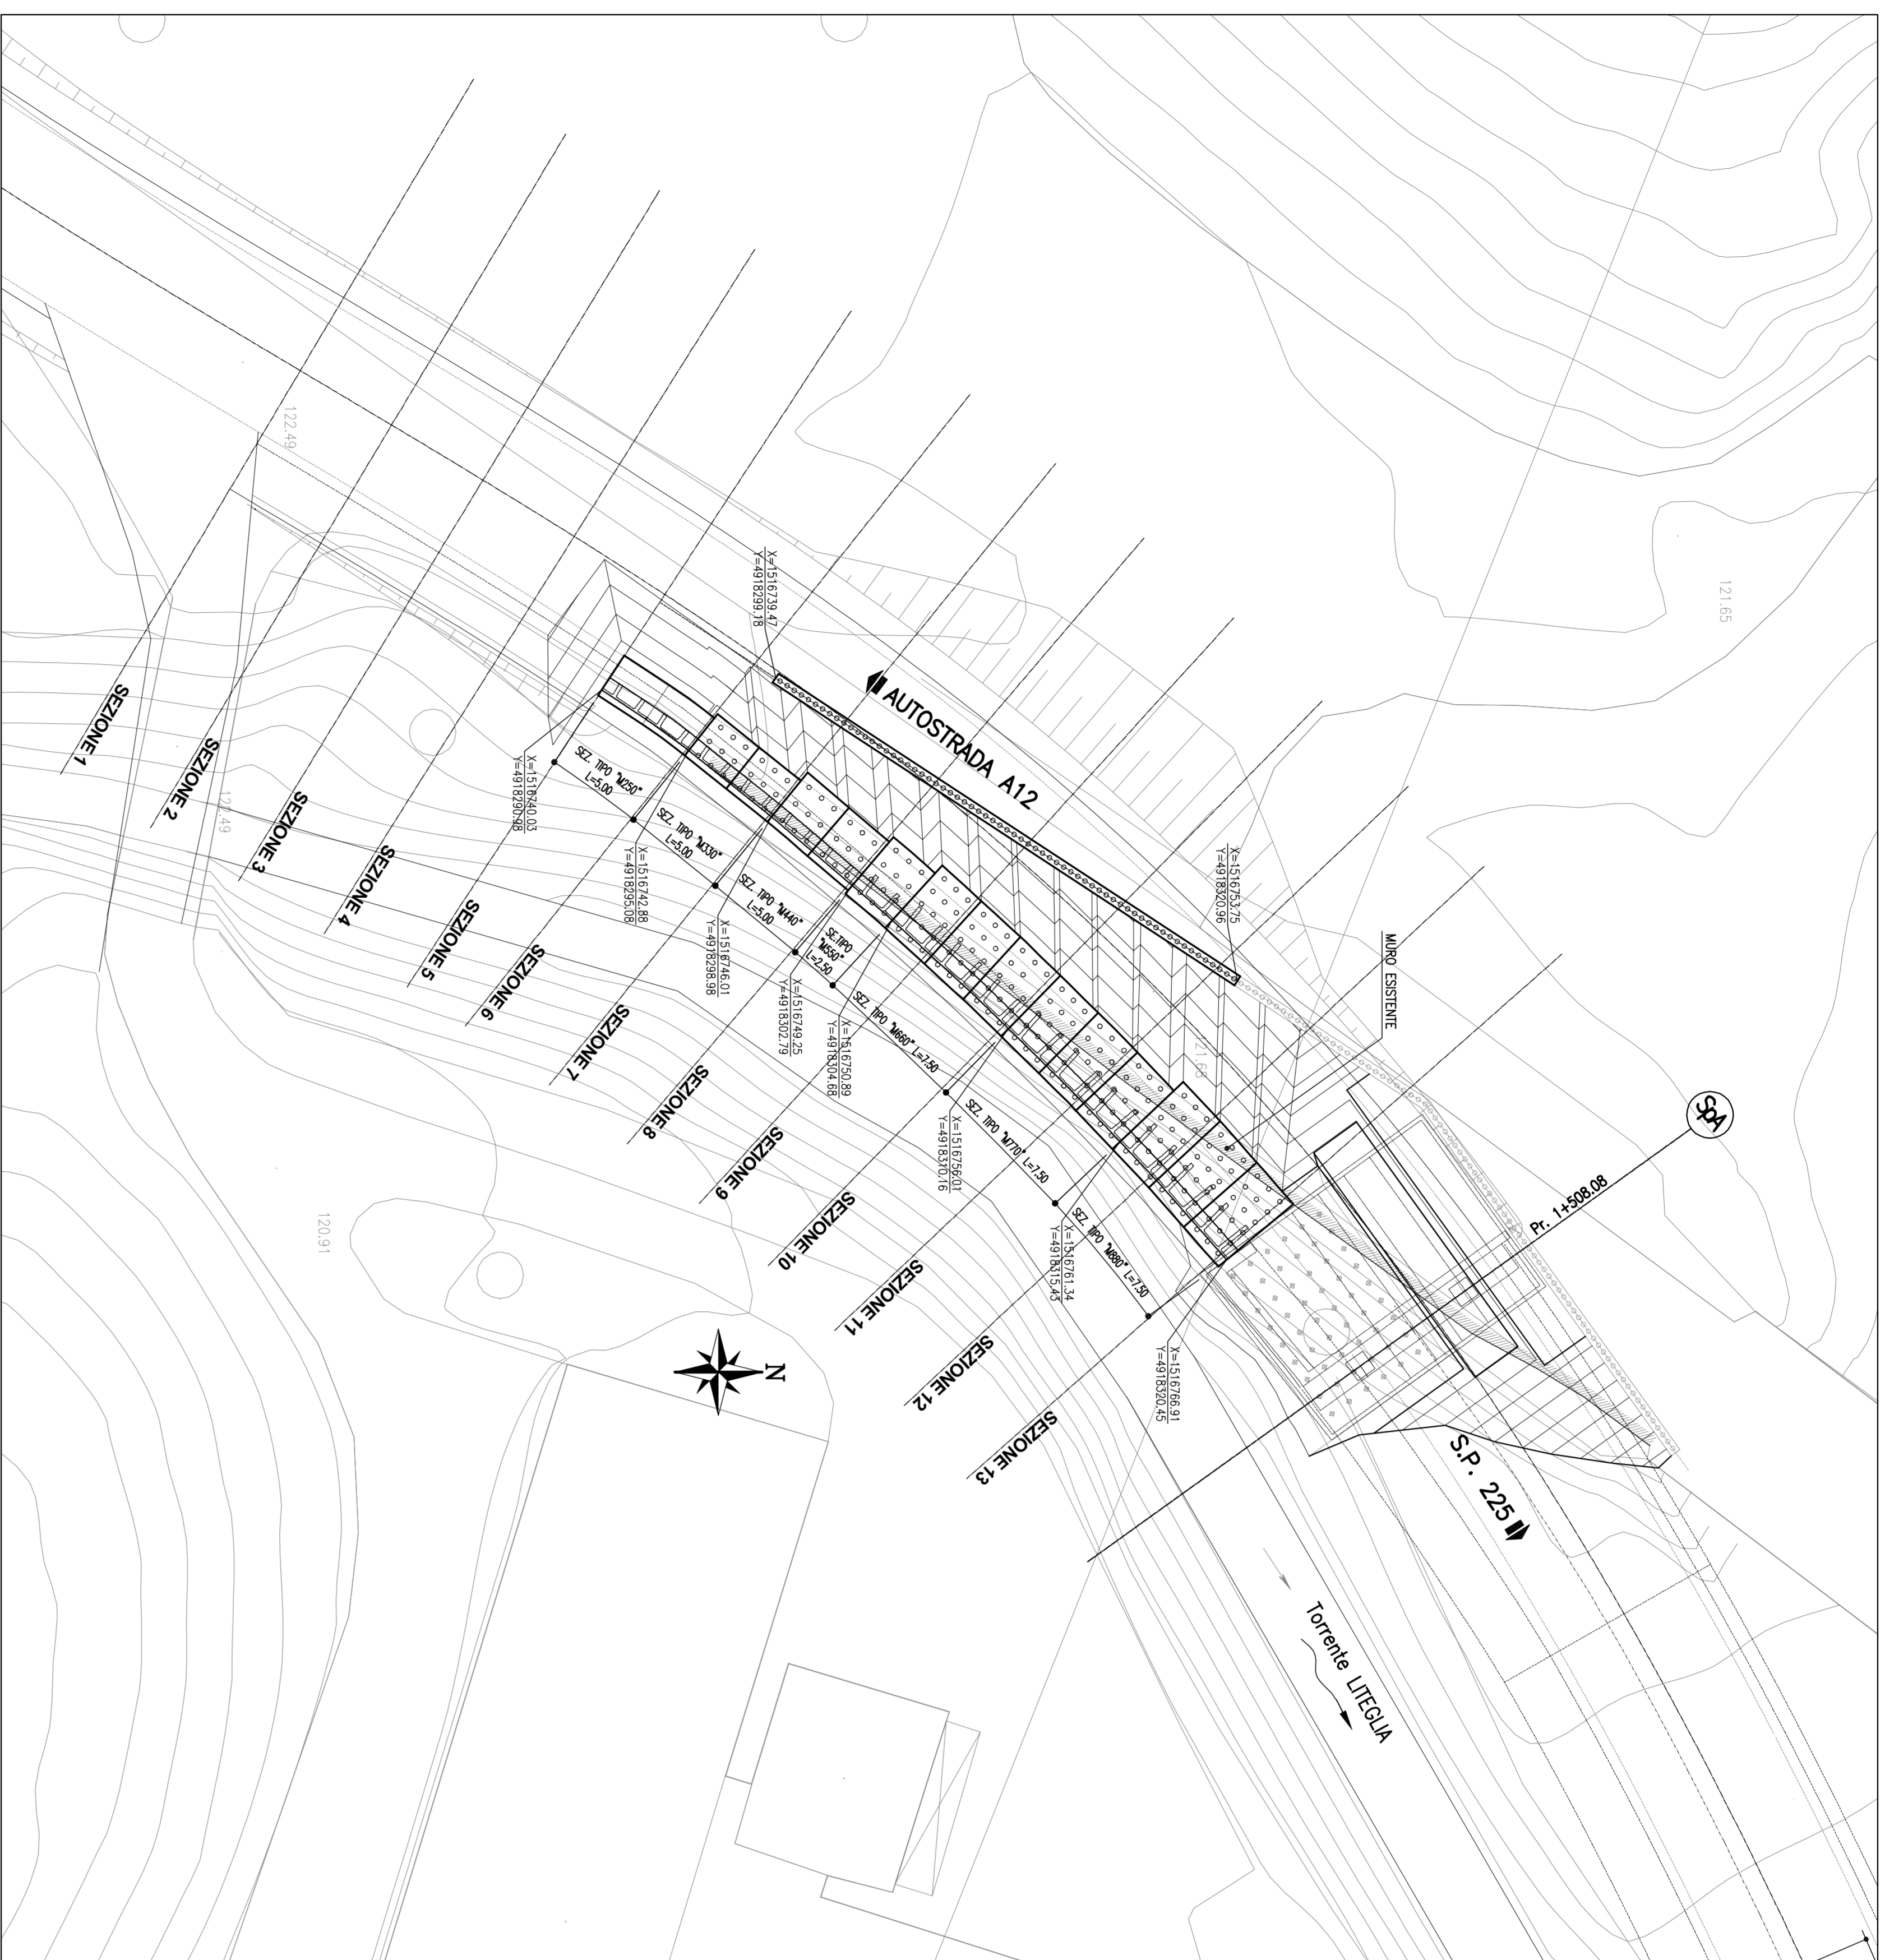 122.49
121.65
X=1516739.47
Y=4918299.18
AUTOSTRADA A12
X=1516753.75
Y=4918320.96
MURO ESISTENTE
SEZIONE 1
SEZIONE 2
122.49
SEZIONE 3
SEZIONE 4
SEZIONE 5
SEZIONE 6
SEZIONE 7
SEZIONE 8
SEZIONE 9
SEZIONE 10
SEZIONE 11
SEZIONE 12
SEZIONE 13
SEZ. TIPO "M250"
L=5.00
SEZ. TIPO "M330"
L=5.00
SEZ. TIPO "M440"
L=5.00
SE.TIPO
"M550"
L=2.50
SEZ. TIPO "M660" L=7.50
SEZ. TIPO "M770" L=7.50
SEZ. TIPO "M880" L=7.50
X=1516740.03
Y=4918290.98
X=1516742.88
Y=4918295.08
X=1516746.01
Y=4918298.98
X=1516749.25
Y=4918302.79
X=1516750.89
Y=4918304.68
X=1516756.01
Y=4918310.16
X=1516761.34
Y=4918315.43
X=1516766.91
Y=4918320.45
121.65
SpA
Pr. 1+508.08
120.91
N
S.P. 225
Torrente LITEGLIA